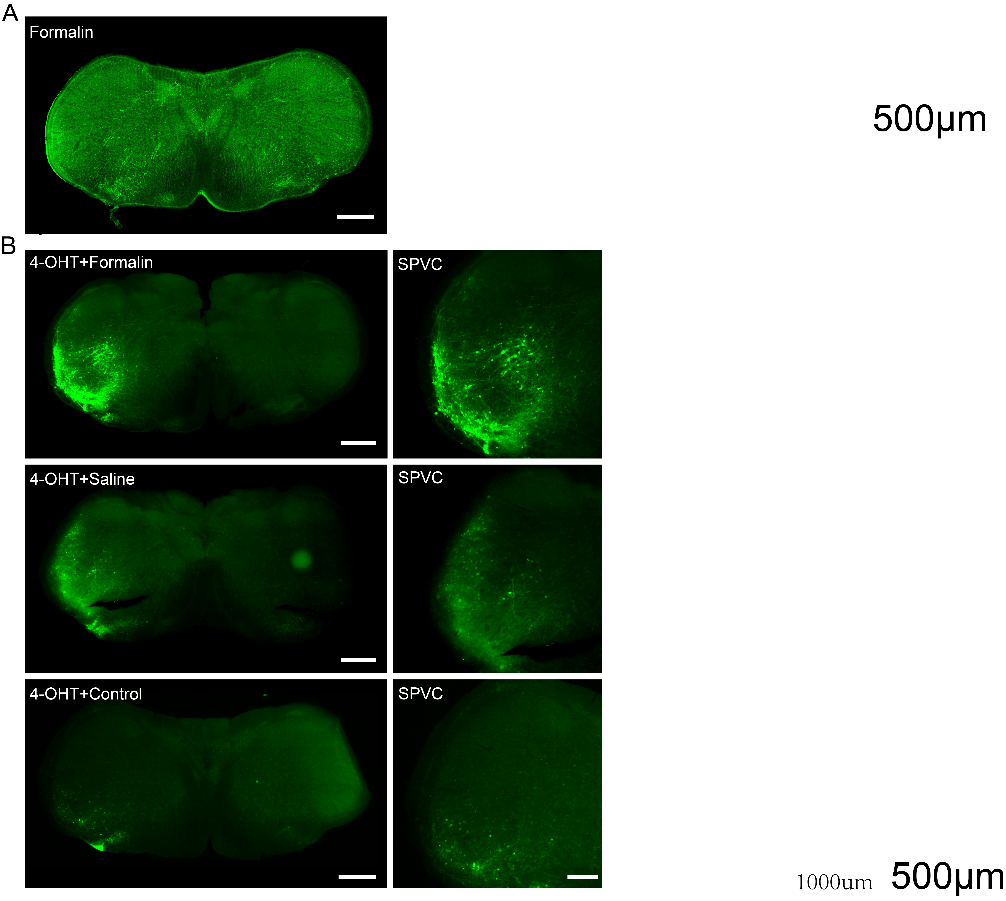 A
Formalin
500μm
B
4-OHT+Formalin
SPVC
4-OHT+Saline
SPVC
4-OHT+Control
SPVC
1000um 500μm